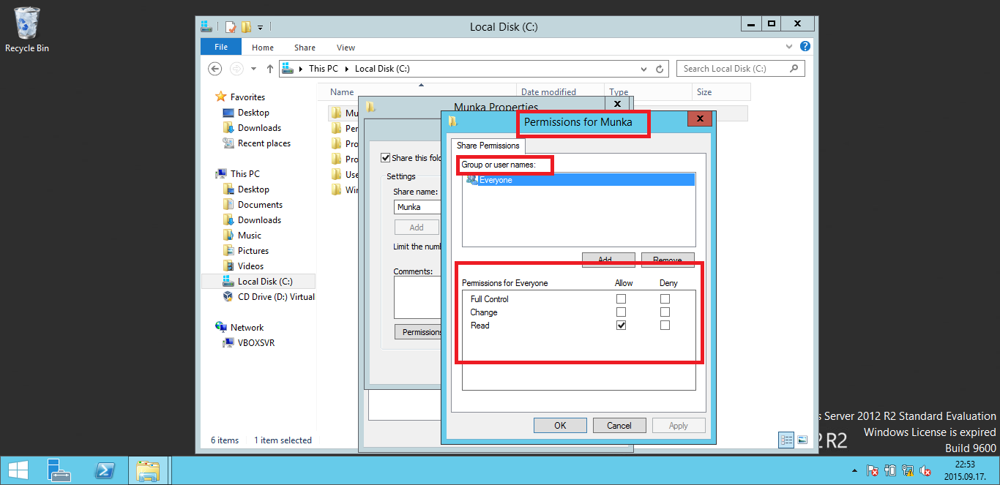 Recycle Bin
Local Disk (C:)
File Home Share View
This PC Local Disk (C:)
Search Local Disk (C:)
Favorites
Desktop
Downloads
Recent places
This PC
Desktop
Documents
Downloads
Music
Pictures
Videos
Local Disk (C:)
CD Drive (D:) Virtual
Network
VBOXSVR
Name Date modified Type Size
Mu
Per
Pro
Pro
Use
Win
6 items 1 item selected
Munka Properties
Share this fold
Settings
Share name:
Munka
Add
Limit the numb
Comments:
Permissions
Permissions for Munka
Share Permissions
Group or user names:
Everyone
Add... Remove
Permissions for Everyone Allow Deny
Full Control
Change
Read
OK Cancel Apply
s Server 2012 R2 Standard Evaluation
Windows License is expired
Build 9600
2 R2
22:53
2015.09.17.